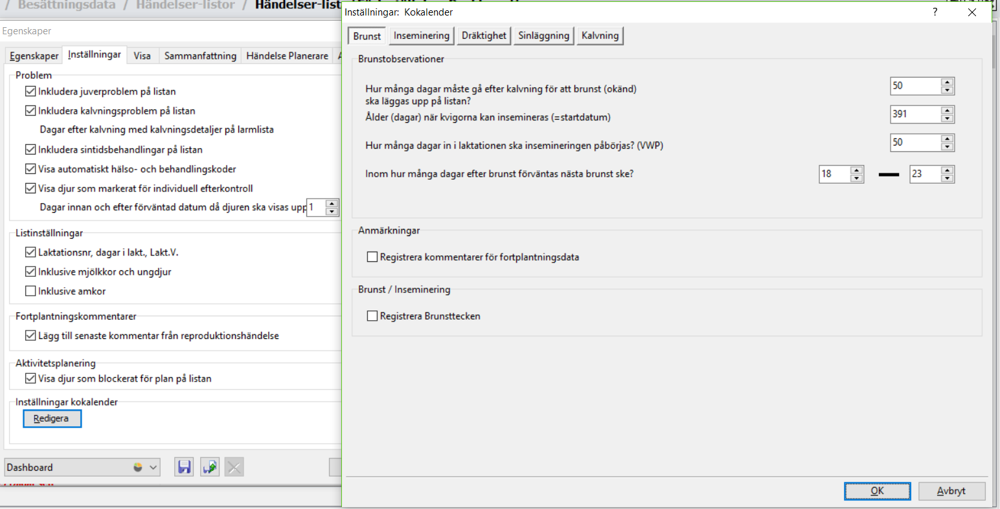 / Besättningsdata / Händelser-listor / Händelser-list
Egenskaper
Egenskaper Inställningar Visa Sammanfattning Händelse Planerare
Problem
Inkludera juverproblem på listan
Inkludera kalvningsproblem på listan
Dagar efter kalvning med kalvningsdetaljer på larmlista
Inkludera sintidsbehandlingar på listan
Visa automatiskt hälso- och behandlingskoder
Visa djur som markerat för individuell efterkontroll
Dagar innan och efter förväntad datum då djuren ska visas upp 1
Listinställningar
Laktationsnr, dagar i lakt., Lakt.V.
Inklusive mjölkkor och ungdjur
Inklusive amkor
Fortplantningskommentarer
Lägg till senaste kommentar från reproduktionshändelse
Aktivitetsplanering
Visa djur som blockerat för plan på listan
Inställningar kokalender
Redigera
Dashboard
Inställningar: Kokalender ?
Brunst Inseminering Dräktighet Sinläggning Kalvning
Brunstobservationer
Hur många dagar måste gå efter kalvning för att brunst (okänd)
ska läggas upp på listan?
50
Ålder (dagar) när kvigorna kan insemineras (=startdatum) 391
Hur många dagar in i laktationen ska insemineringen påbörjas? (VWP) 50
Inom hur många dagar efter brunst förväntas nästa brunst ske? 18 23
Anmärkningar
Registrera kommentarer för fortplantningsdata
Brunst / Inseminering
Registrera Brunsttecken
OK Avbryt